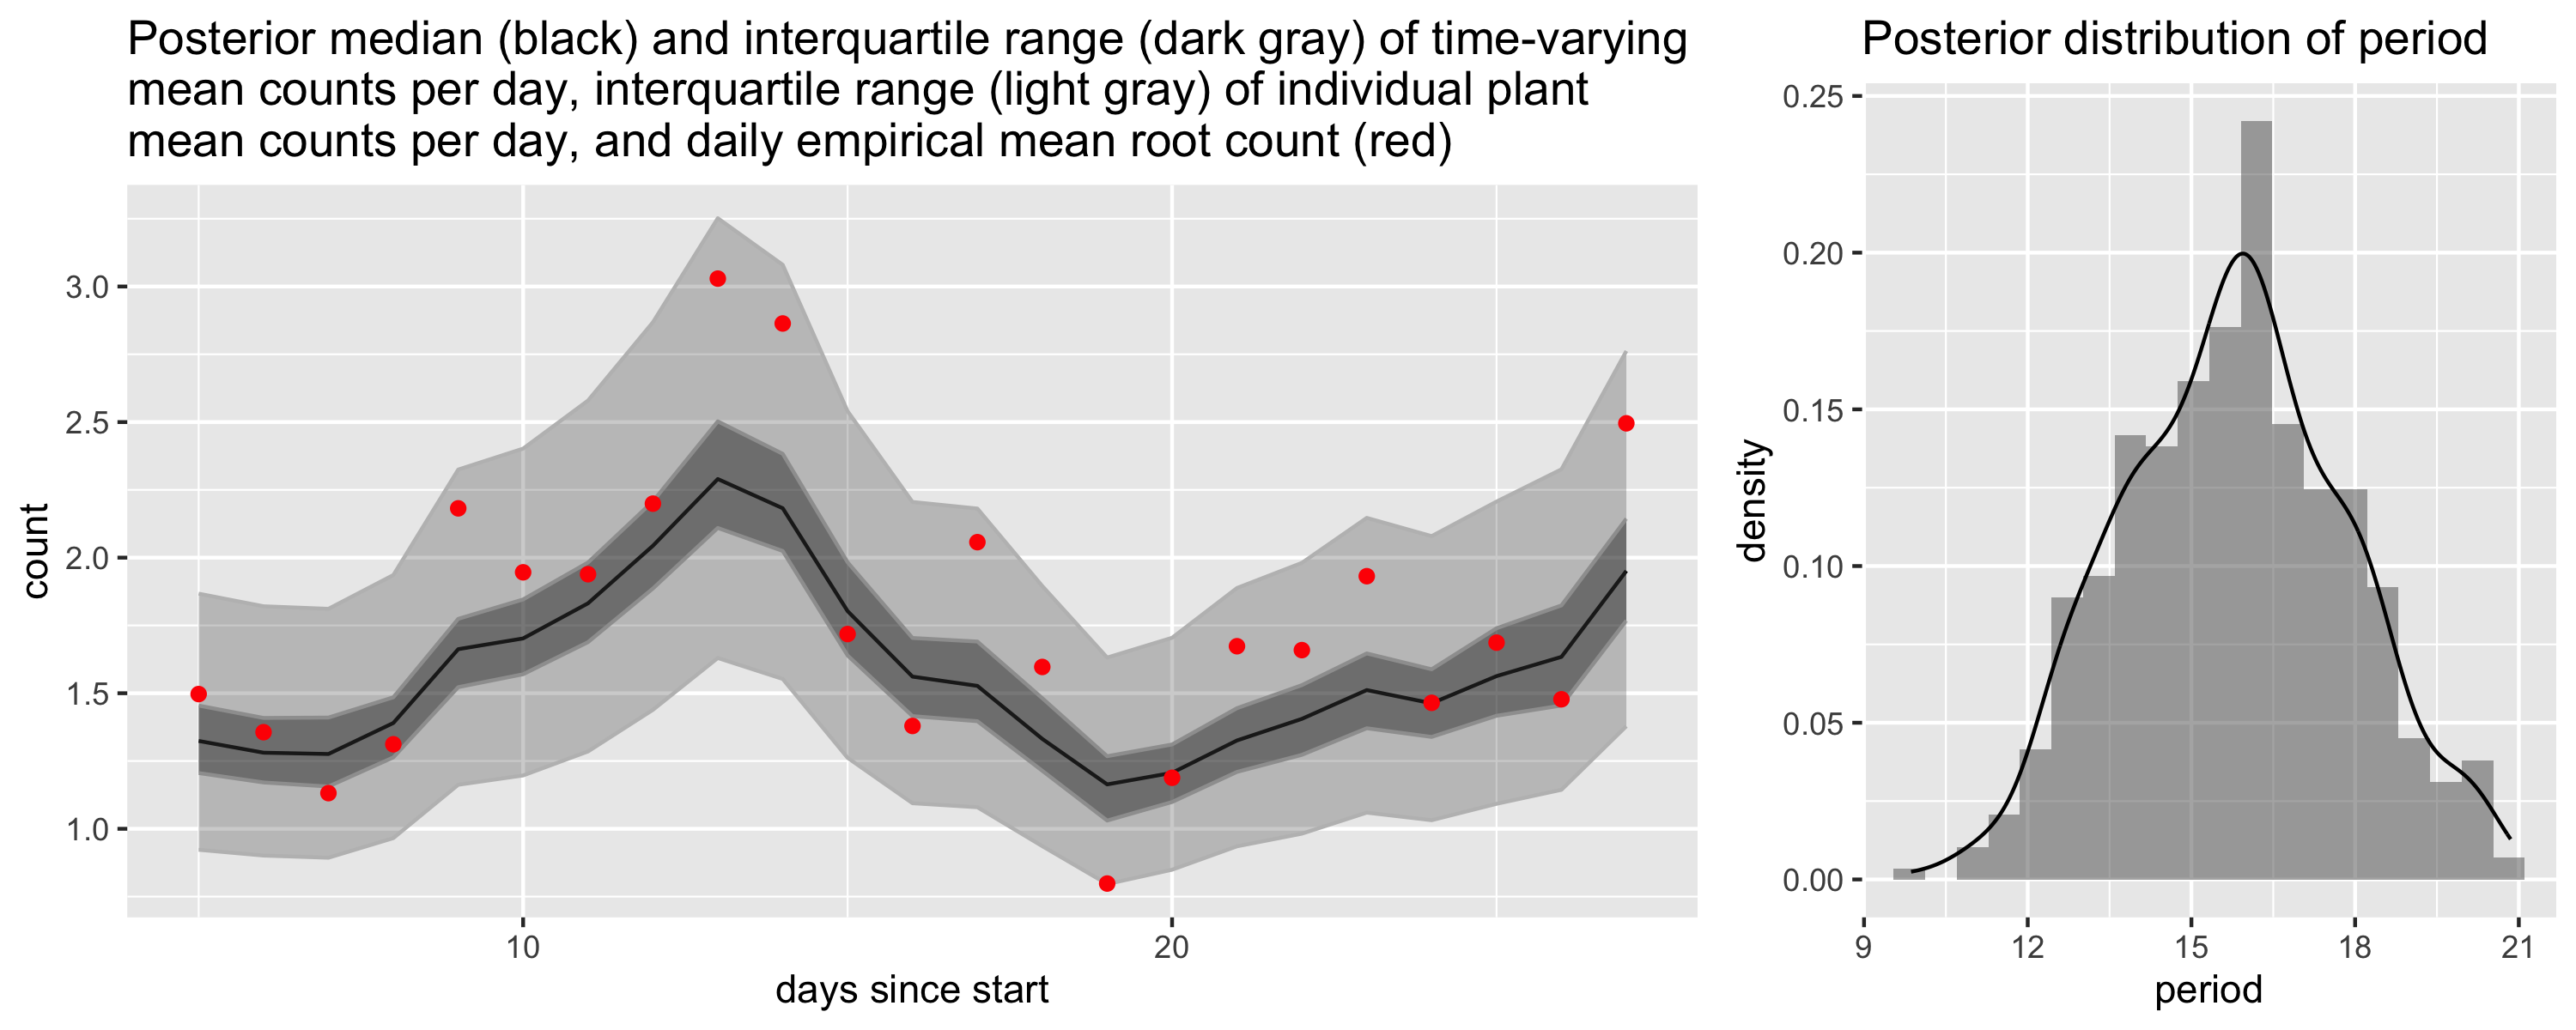 Posterior median (black) and interquartile range (dark gray) of time-varying
mean counts per day, interquartile range (light gray) of individual plant
mean counts per day, and daily empirical mean root count (red)
count
3.0
2.5
2.0
1.5
1.0
10
20
days since start
Posterior distribution of period
density
0.25
0.20
0.15
0.10
0.05
0.00
9
12
15
18
21
period